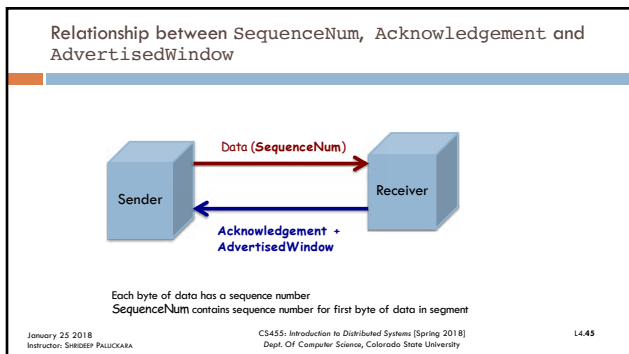 Relationship between SequenceNum, Acknowledgement and
AdvertisedWindow
Data (SequenceNum)
Sender
Receiver
Acknowledgement +
AdvertisedWindow
Each byte of data has a sequence number
SequenceNum contains sequence number for first byte of data in segment
January 25 2018
Instructor: SHRIDEEP PALLICKARA
CS455: Introduction to Distributed Systems [Spring 2018]
Dept. Of Computer Science, Colorado State University
L4.45